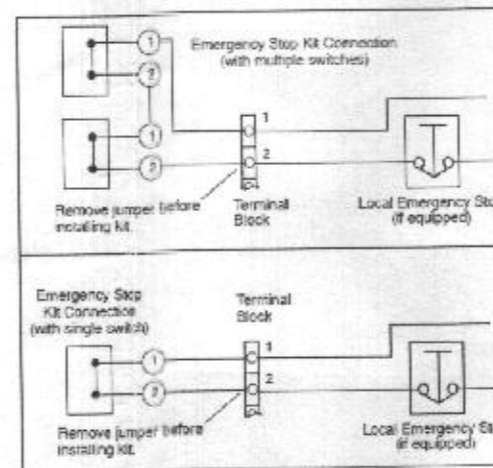 Emergency Stop Kit Connection
(with multiple switches)
1
2
1
2
1
2
Remove jumper before
installing kit.
Terminal
Block
Local Emergency Sto
(if equipped)
Emergency Stop
Kit Connection
(with single switch)
Terminal
Block
1
2
1
2
Remove jumper before
installing kit.
Local Emergency Sto
(if equipped)